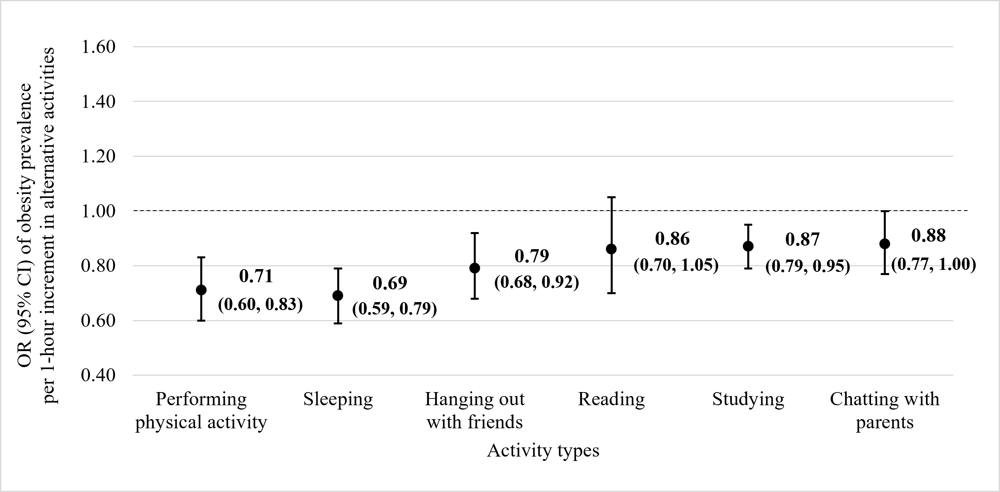 OR (95% CI) of obesity prevalence
per 1-hour increment in alternative activities
1.60
1.40
1.20
1.00
0.80
0.60
0.40
0.71
(0.60, 0.83)
0.69
(0.59, 0.79)
0.79
(0.68, 0.92)
0.86
(0.70, 1.05)
0.87
(0.79, 0.95)
0.88
(0.77, 1.00)
Performing
physical activity
Sleeping
Hanging out
with friends
Reading
Studying
Chatting with
parents
Activity types